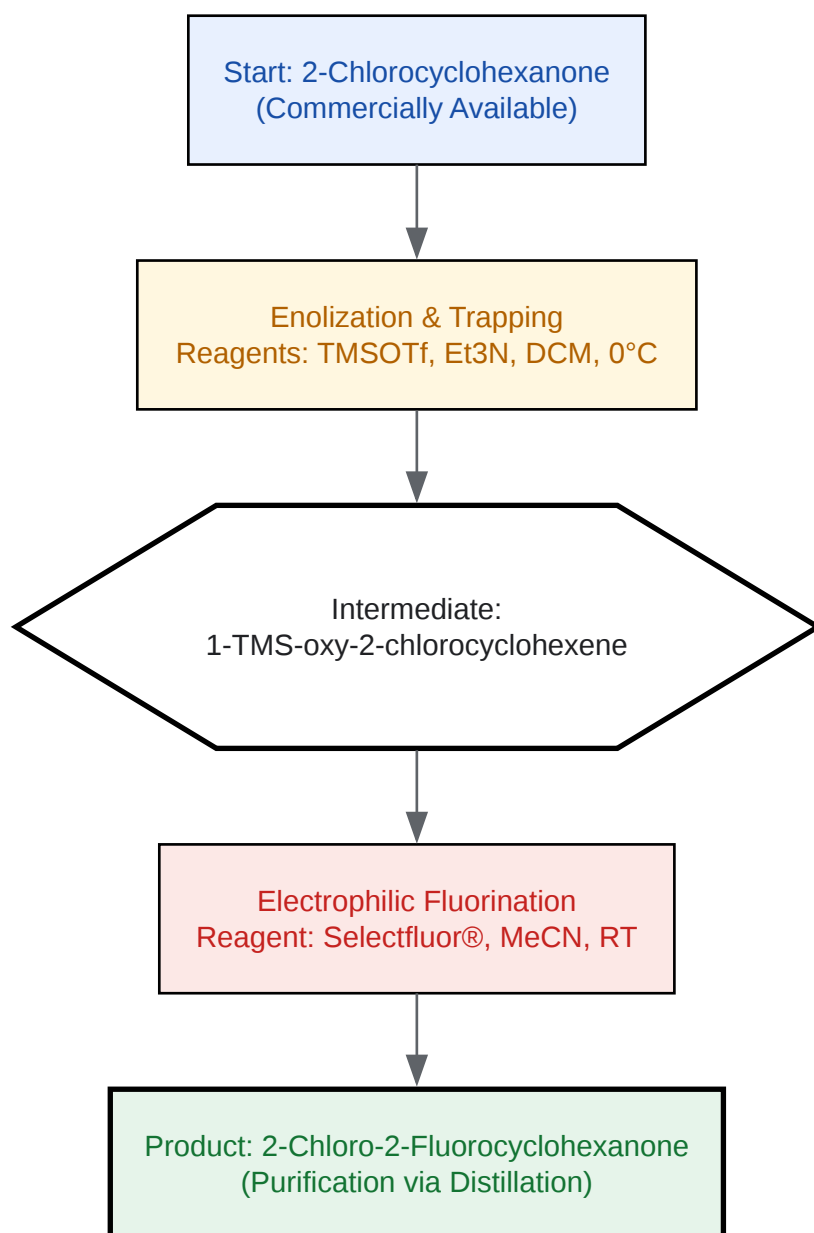 Start: 2-Chlorocyclohexanone
(Commercially Available)
Enolization & Trapping
Reagents: TMSOTf, Et3N, DCM, 0°C
Intermediate:
1-TMS-oxy-2-chlorocyclohexene
Electrophilic Fluorination
Reagent: Selectfluor®, MeCN, RT
Product: 2-Chloro-2-Fluorocyclohexanone
(Purification via Distillation)